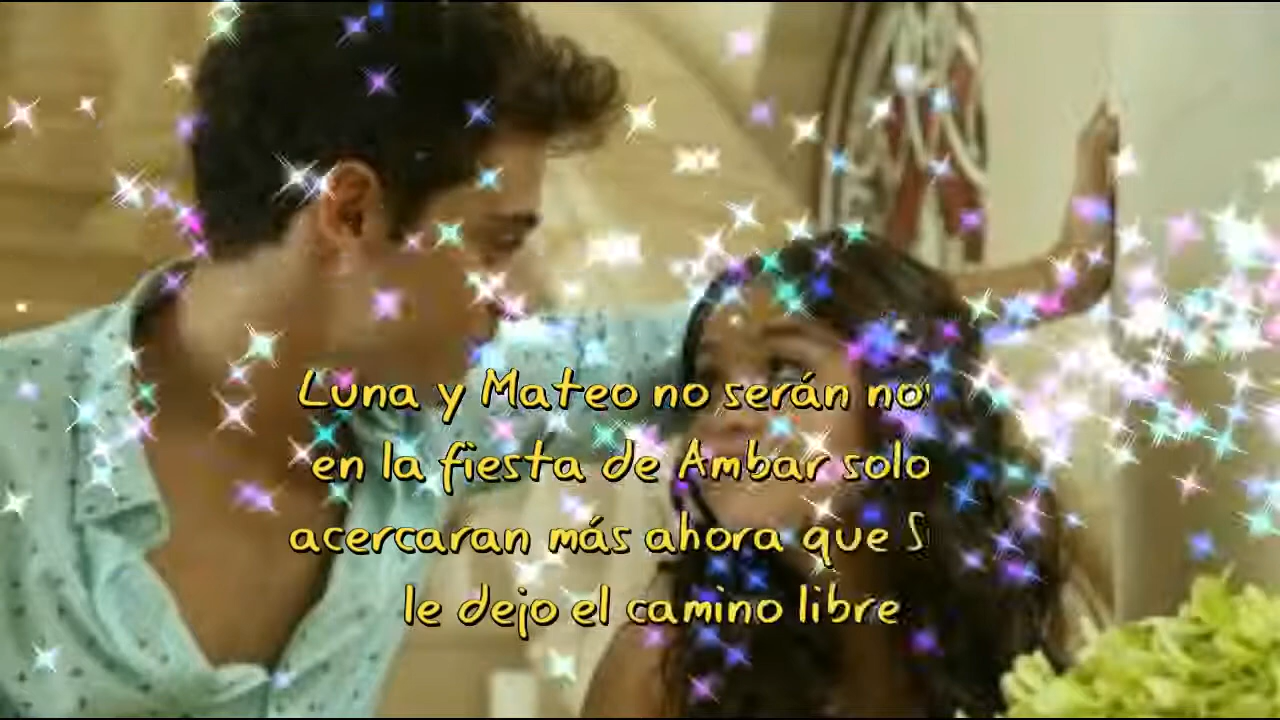 Luna y Mateo no serán
en la fiesta de Ambar solo
acercaran más ahora que
le dejo el camino libre